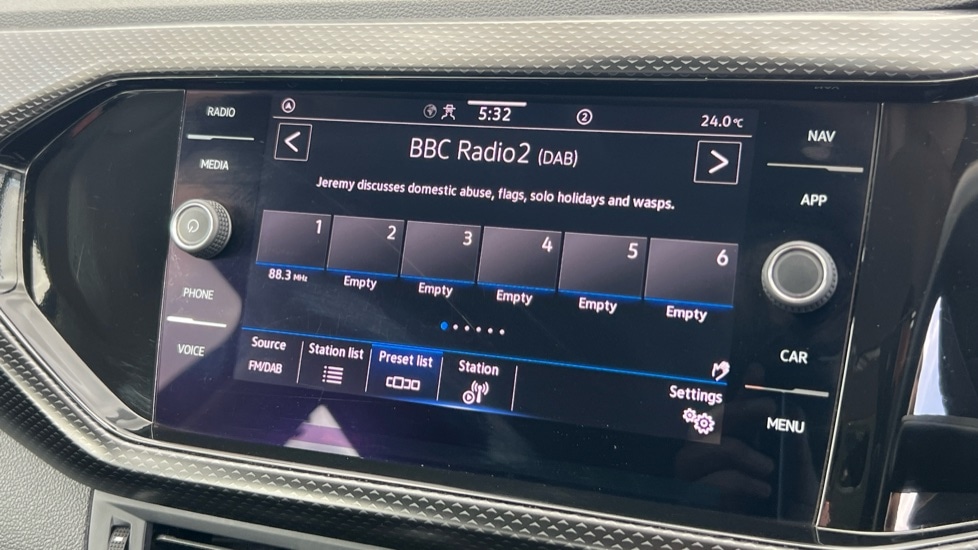 RADIO
MEDIA
PHONE
VOICE
5:32
2
24.0°C
<
BBC Radio2 (DAB)
>
Jeremy discusses domestic abuse, flags, solo holidays and wasps.
1 2 3 4 5 6
88.3 MHz Empty Empty Empty Empty Empty
Source Station list Preset list Station Settings
FM/DAB
NAV
APP
CAR
MENU